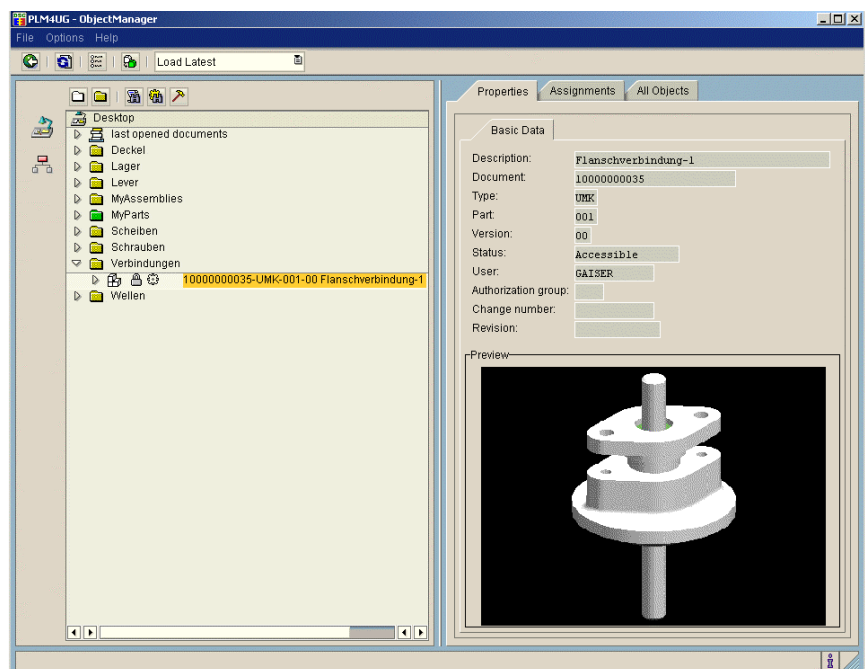 PLM4UG - ObjectManager
File Options Help
Load Latest
Desktop
last opened documents
Deckel
Lager
Lever
MyAssemblies
MyParts
Scheiben
Schrauben
Verbindungen
10000000035-UMK-001-00 Flanschverbindung-1
Wellen
Properties Assignments All Objects
Basic Data
Description: Flanschverbindung-1
Document: 10000000035
Type: UMK
Part: 001
Version: 00
Status: Accessible
User: GAISER
Authorization group:
Change number:
Revision:
Preview